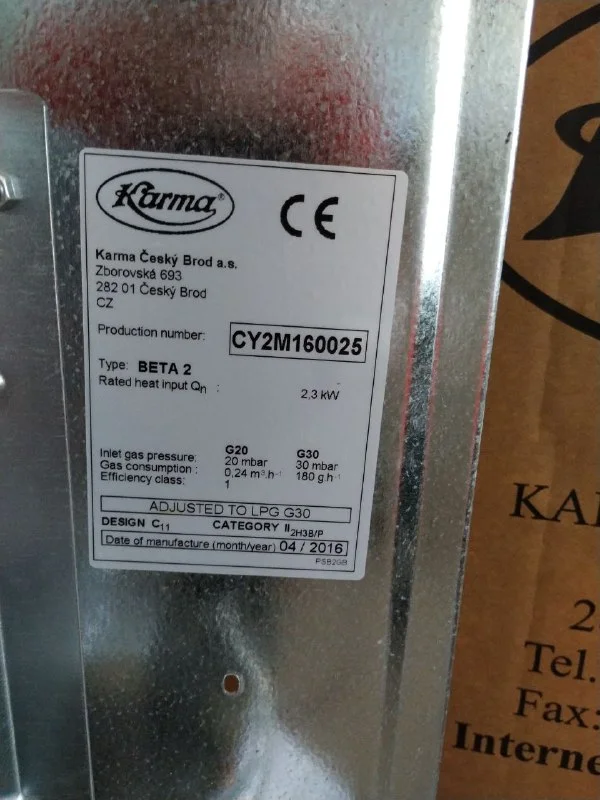 Karma®
CE
Karma Český Brod a.s.
Zborovská 693
282 01 Český Brod
CZ
Production number: CY2M160025
Type: BETA 2
Rated heat input Qn : -
2,3 kW
G20 G30
Inlet gas pressure: 20 mbar 30 mbar
Gas consumption : 0,24 m³.h⁻¹ 180 g.h⁻¹
Efficiency class: 1
ADJUSTED TO LPG G30
DESIGN C11 CATEGORY II2H3B/P
Date of manufacture (month/year) 04 / 2016
PSB2GB
Tel.
Fax: